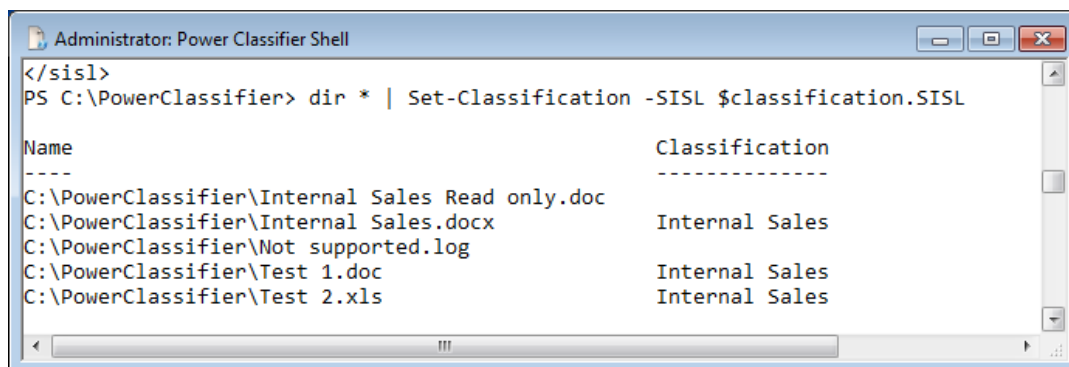 Administrator: Power Classifier Shell
</sisl>
PS C:\PowerClassifier> dir * | Set-Classification -SISL $classification.SISL
Name Classification
---- --------------
C:\PowerClassifier\Internal Sales Read only.doc
C:\PowerClassifier\Internal Sales.docx Internal Sales
C:\PowerClassifier\Not supported.log
C:\PowerClassifier\Test 1.doc Internal Sales
C:\PowerClassifier\Test 2.xls Internal Sales